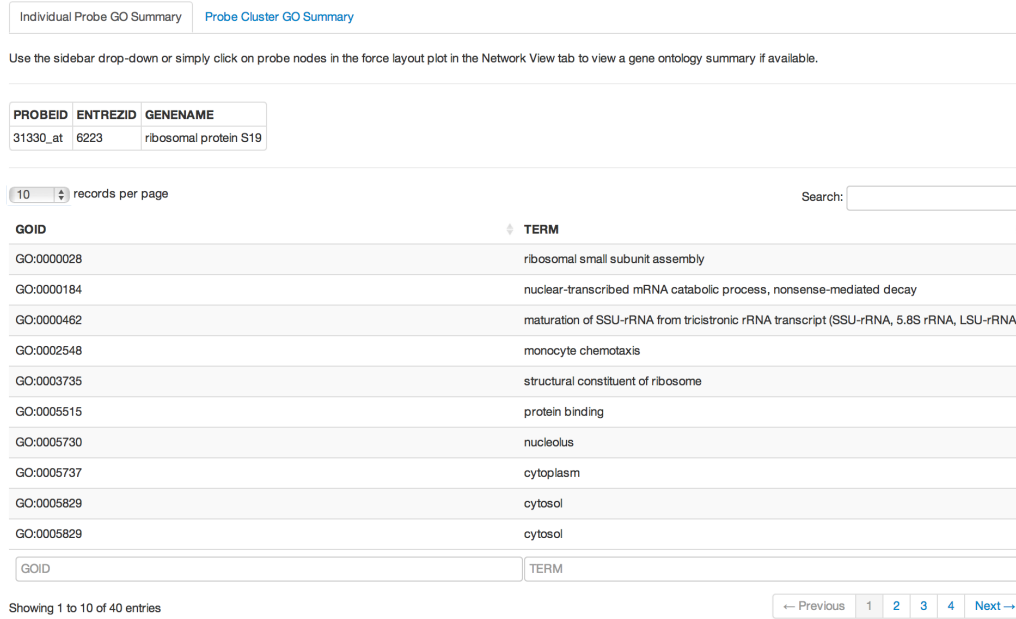 Individual Probe GO Summary Probe Cluster GO Summary
Use the sidebar drop-down or simply click on probe nodes in the force layout plot in the Network View tab to view a gene ontology summary if available.
PROBEID ENTREZID GENENAME
31330_at 6223 ribosomal protein S19
10 records per page Search:
GOID TERM
GO:0000028 ribosomal small subunit assembly
GO:0000184 nuclear-transcribed mRNA catabolic process, nonsense-mediated decay
GO:0000462 maturation of SSU-rRNA from tricistronic rRNA transcript (SSU-rRNA, 5.8S rRNA, LSU-rRNA
GO:0002548 monocyte chemotaxis
GO:0003735 structural constituent of ribosome
GO:0005515 protein binding
GO:0005730 nucleolus
GO:0005737 cytoplasm
GO:0005829 cytosol
GO:0005829 cytosol
GOID TERM
Showing 1 to 10 of 40 entries ← Previous 1 2 3 4 Next →